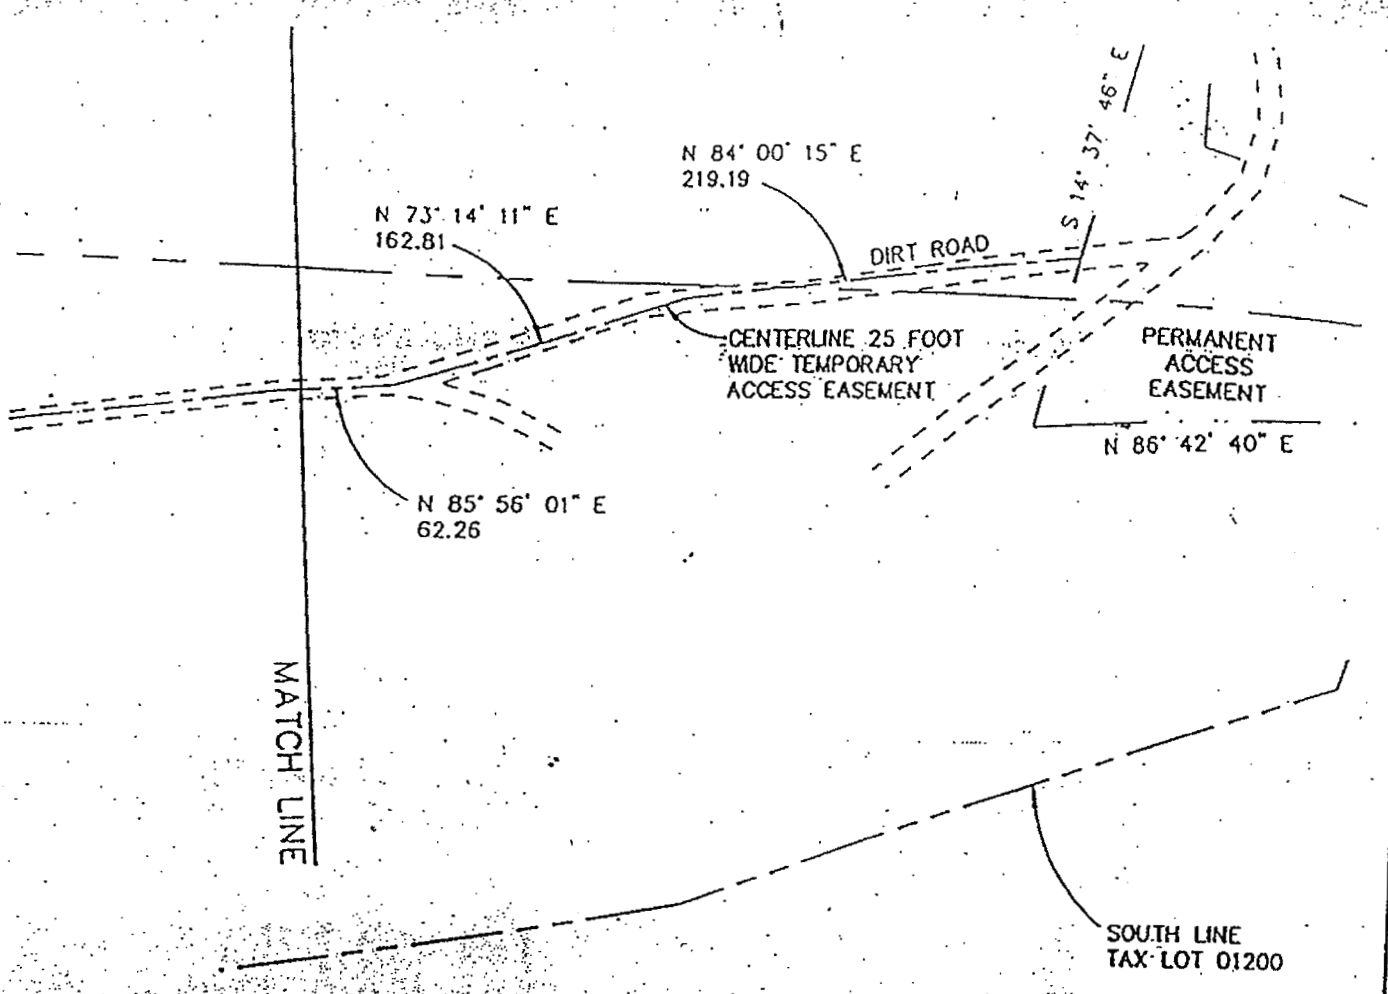 S 14° 37' 46" E
N 84° 00' 15" E
219.19
N 73° 14' 11" E
162.81
DIRT ROAD
CENTERLINE 25 FOOT
WIDE TEMPORARY
ACCESS EASEMENT
PERMANENT
ACCESS
EASEMENT
N 86° 42' 40" E
N 85° 56' 01" E
62.26
MATCH LINE
SOUTH LINE
TAX LOT 01200